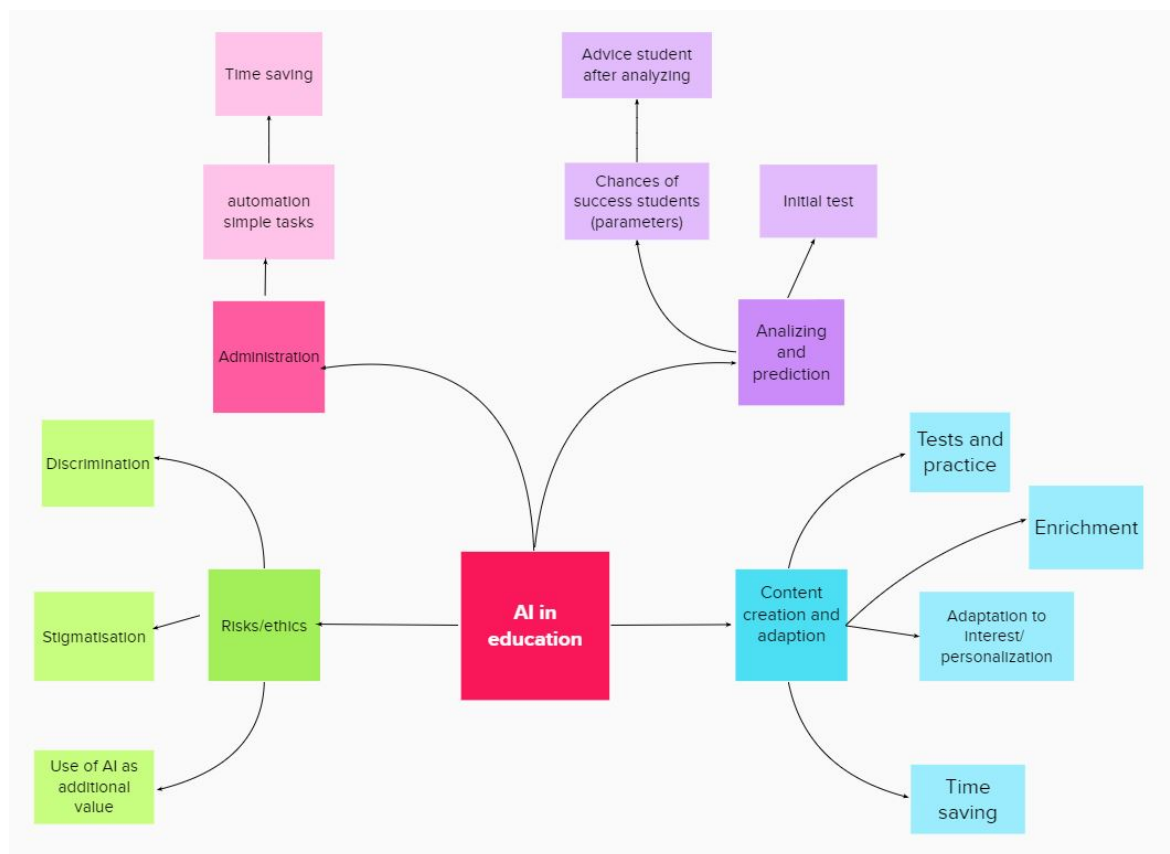 Time saving
automation
simple tasks
Administration
Advice student
after analyzing
Chances of
success students
(parameters)
Initial test
Analizing
and
prediction
Discrimination
Stigmatisation
Use of AI as
additional
value
Risks/ethics
AI in
education
Content
creation and
adaption
Tests and
practice
Enrichment
Adaptation to
interest/
personalization
Time
saving